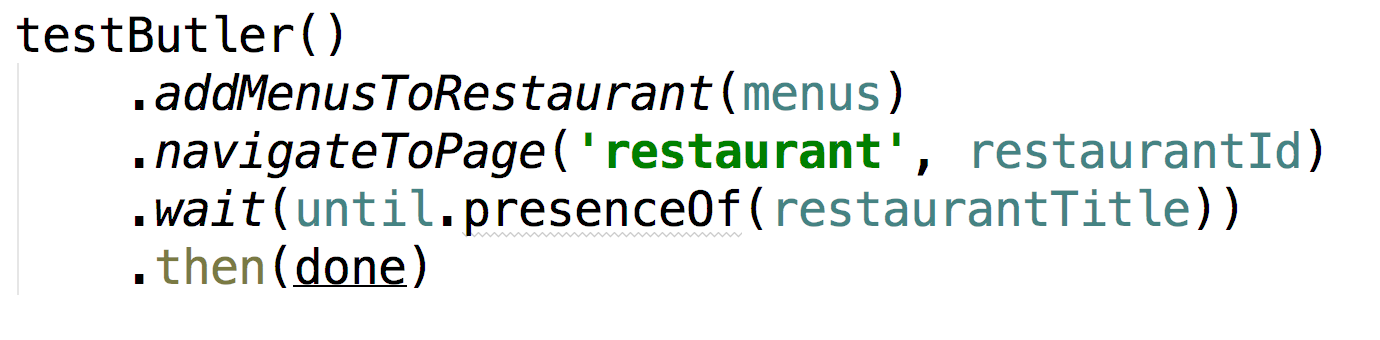 testButler()
    .addMenusToRestaurant(menus)
    .navigateToPage('restaurant', restaurantId)
    .wait(until.presenceOf(restaurantTitle))
    .then(done)